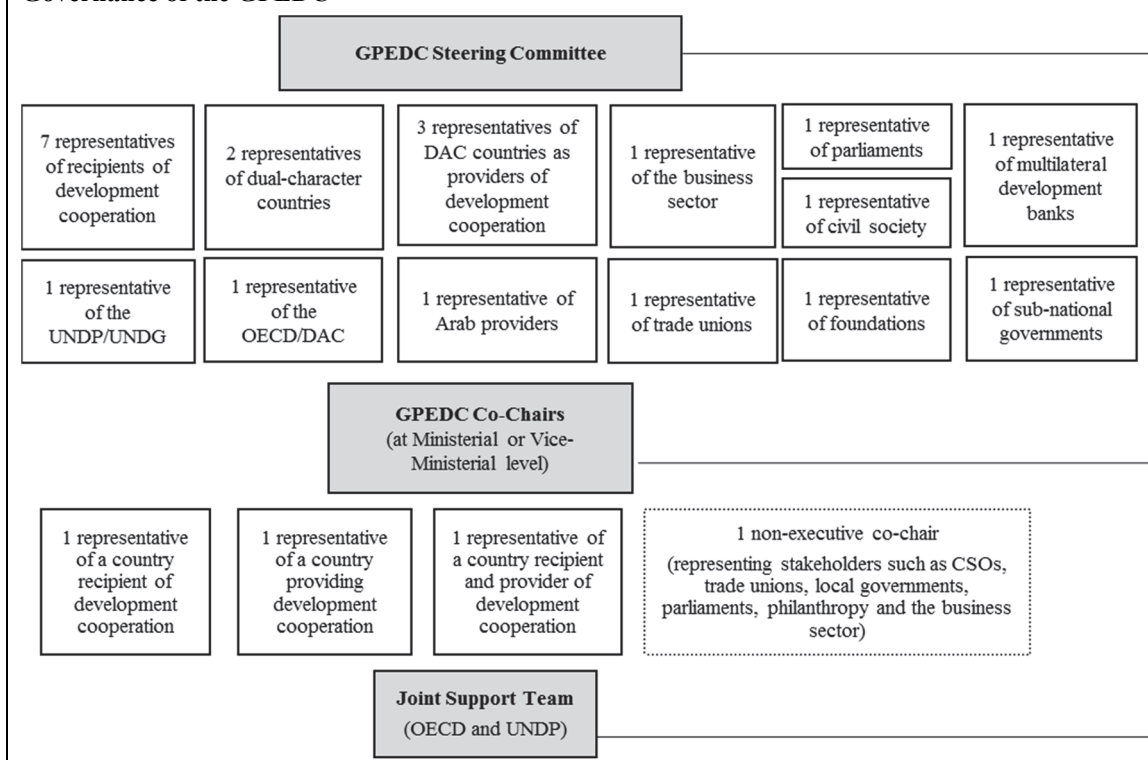 Governance of the GPEDC
GPEDC Steering Committee
7 representatives
of recipients of
development
cooperation
2 representatives
of dual-character
countries
3 representatives of
DAC countries as
providers of
development
cooperation
1 representative
of the business
sector
1 representative
of parliaments
1 representative
of civil society
1 representative
of multilateral
development
banks
1 representative
of the
UNDP/UNDG
1 representative
of the
OECD/DAC
1 representative of
Arab providers
1 representative
of trade unions
1 representative
of foundations
1 representative
of sub-national
governments
GPEDC Co-Chairs
(at Ministerial or Vice-
Ministerial level)
1 representative
of a country
recipient of
development
cooperation
1 representative
of a country
providing
development
cooperation
1 representative of
a country recipient
and provider of
development
cooperation
1 non-executive co-chair
(representing stakeholders such as CSOs,
trade unions, local governments,
parliaments, philanthropy and the business
sector)
Joint Support Team
(OECD and UNDP)